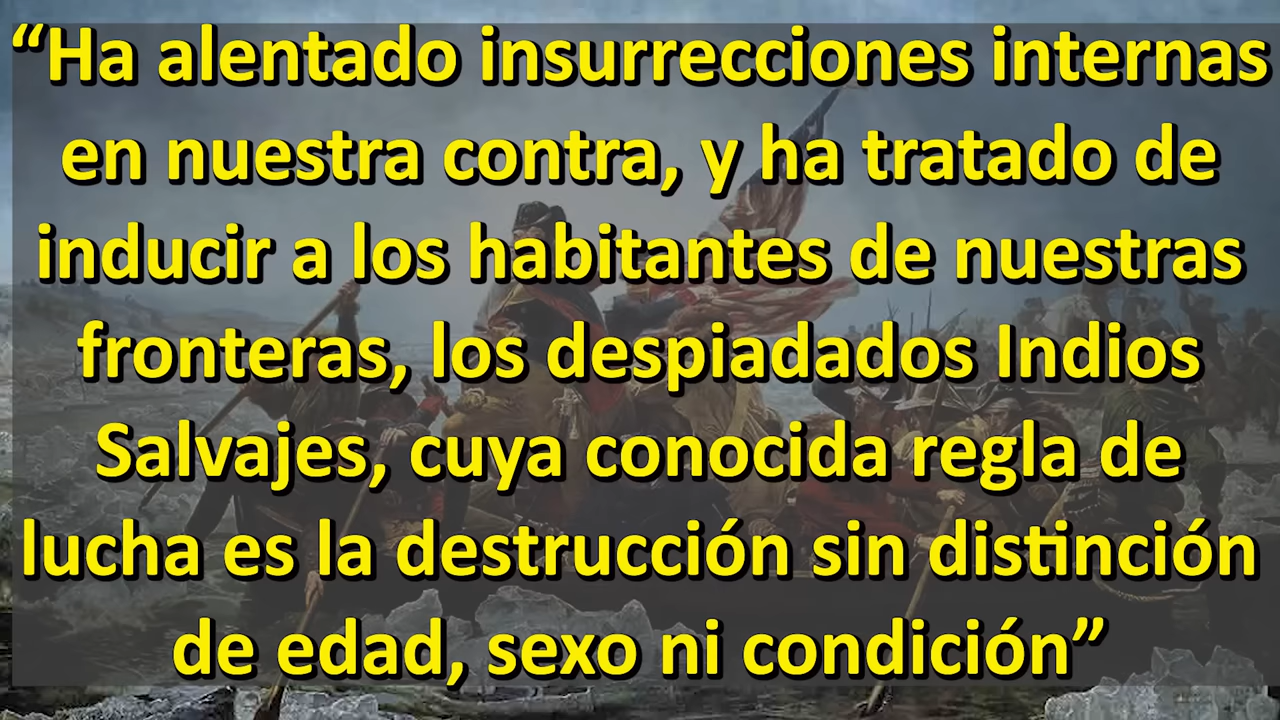 “Ha alentado insurrecciones internas
en nuestra contra, y ha tratado de
inducir a los habitantes de nuestras
fronteras, los despiadados Indios
Salvajes, cuya conocida regla de
lucha es la destrucción sin distinción
de edad, sexo ni condición”